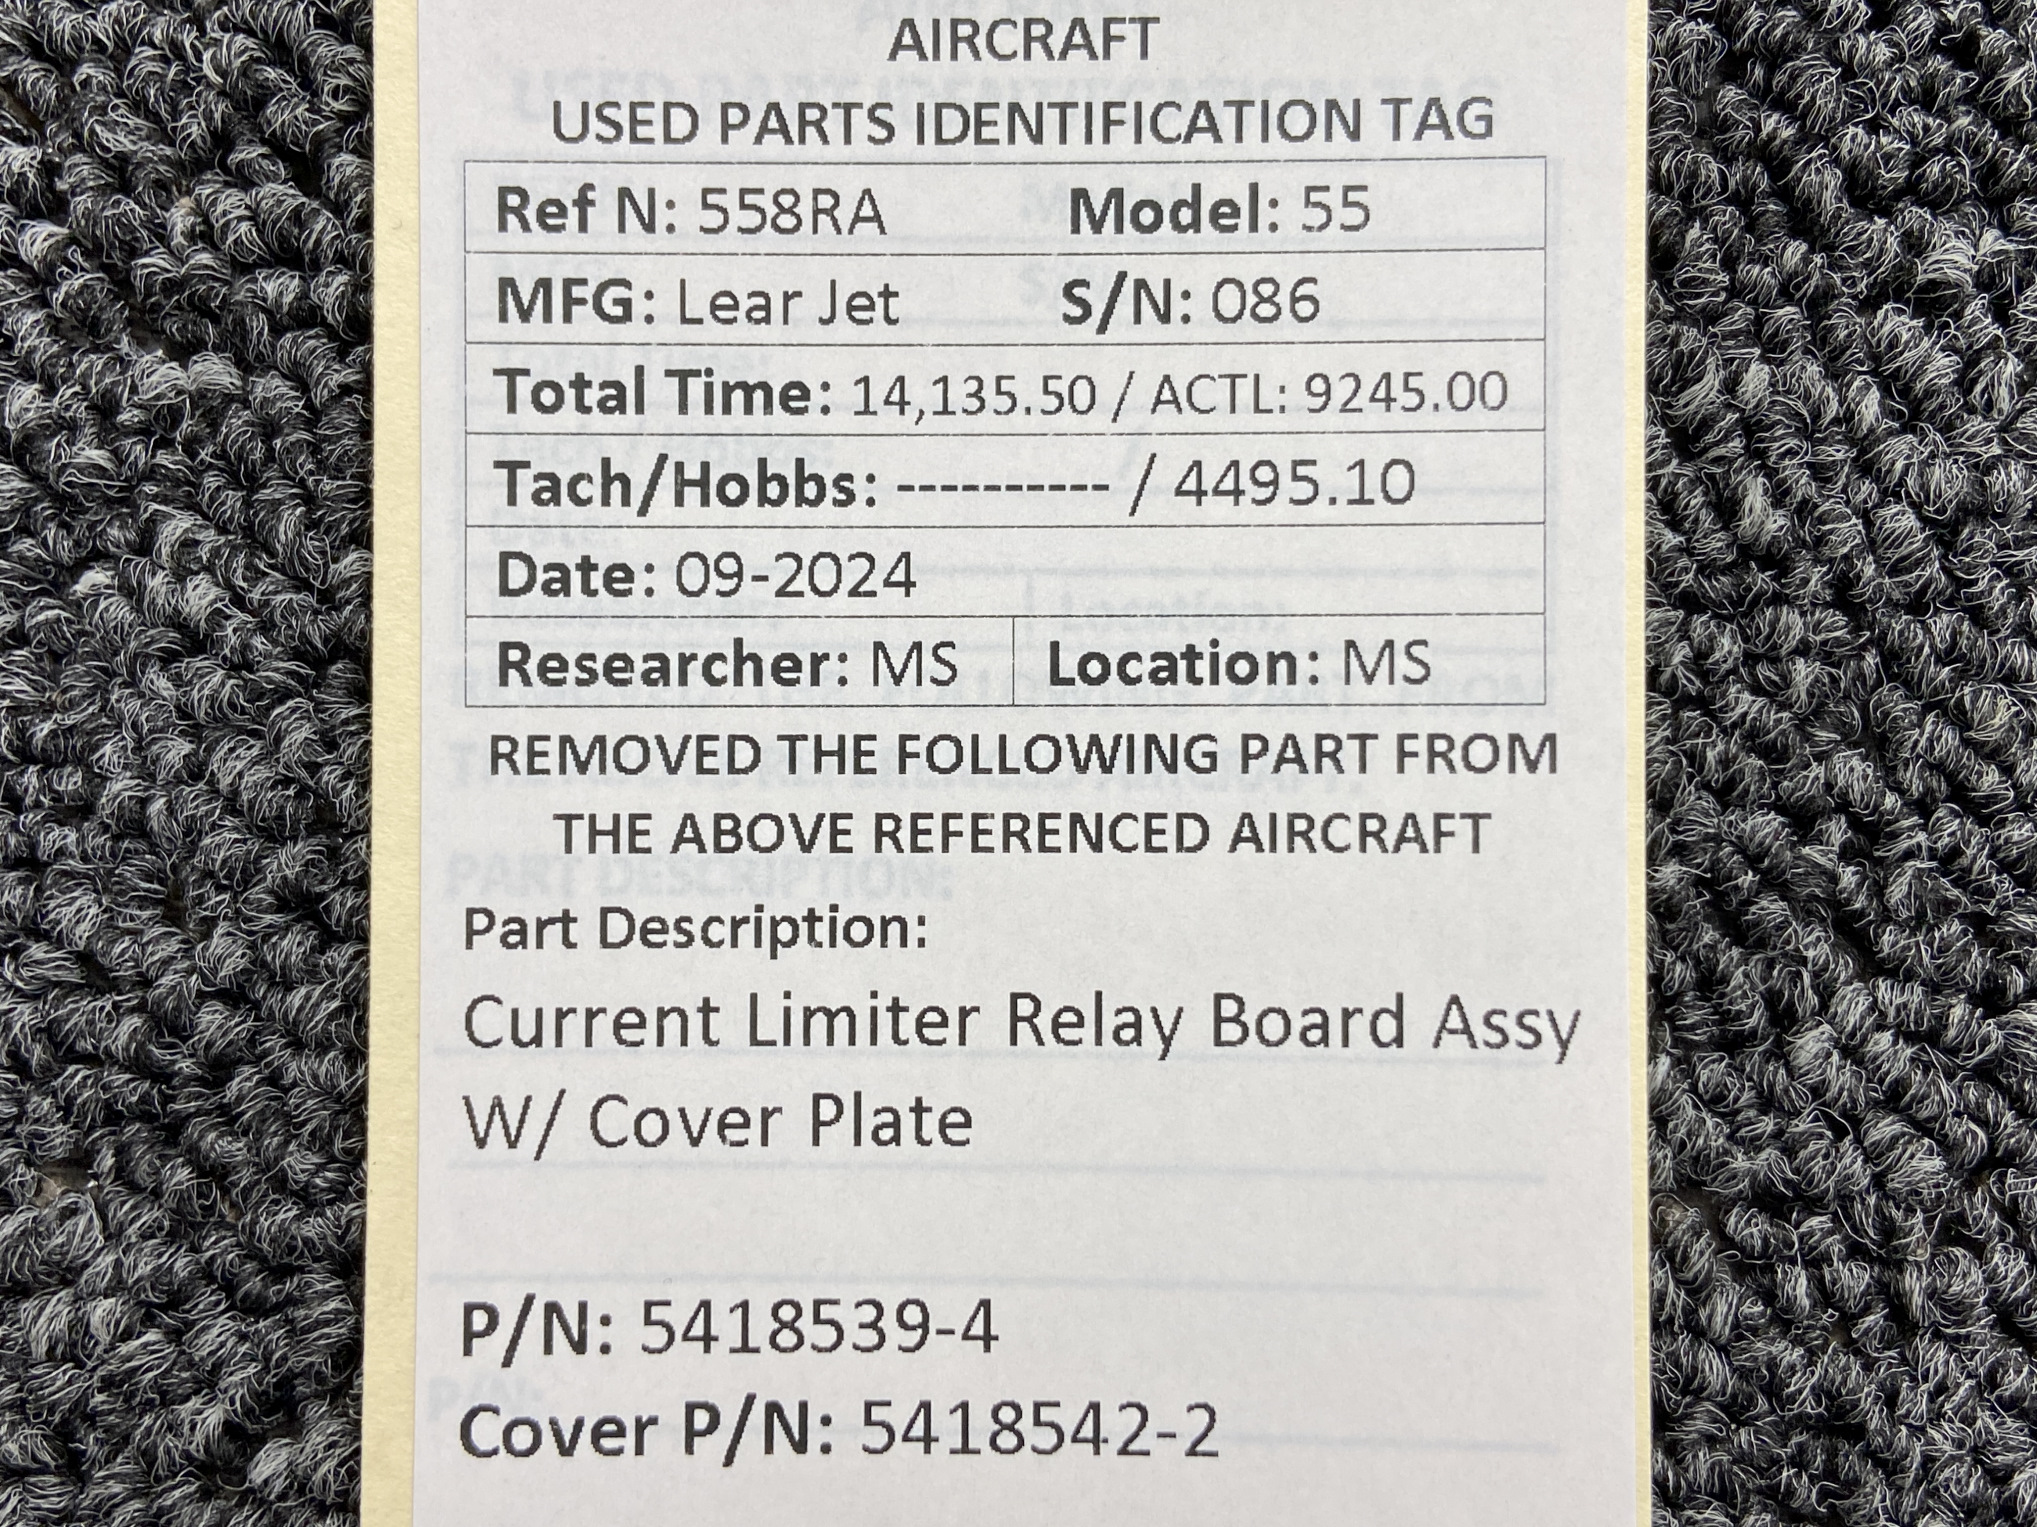 AIRCRAFT
USED PARTS IDENTIFICATION TAG
Ref N: 558RA Model: 55
MFG: Lear Jet S/N: 086
Total Time: 14,135.50 / ACTL: 9245.00
Tach/Hobbs: ---------- / 4495.10
Date: 09-2024
Researcher: MS Location: MS
REMOVED THE FOLLOWING PART FROM
THE ABOVE REFERENCED AIRCRAFT
Part Description:
Current Limiter Relay Board Assy
W/ Cover Plate
P/N: 5418539-4
Cover P/N: 5418542-2